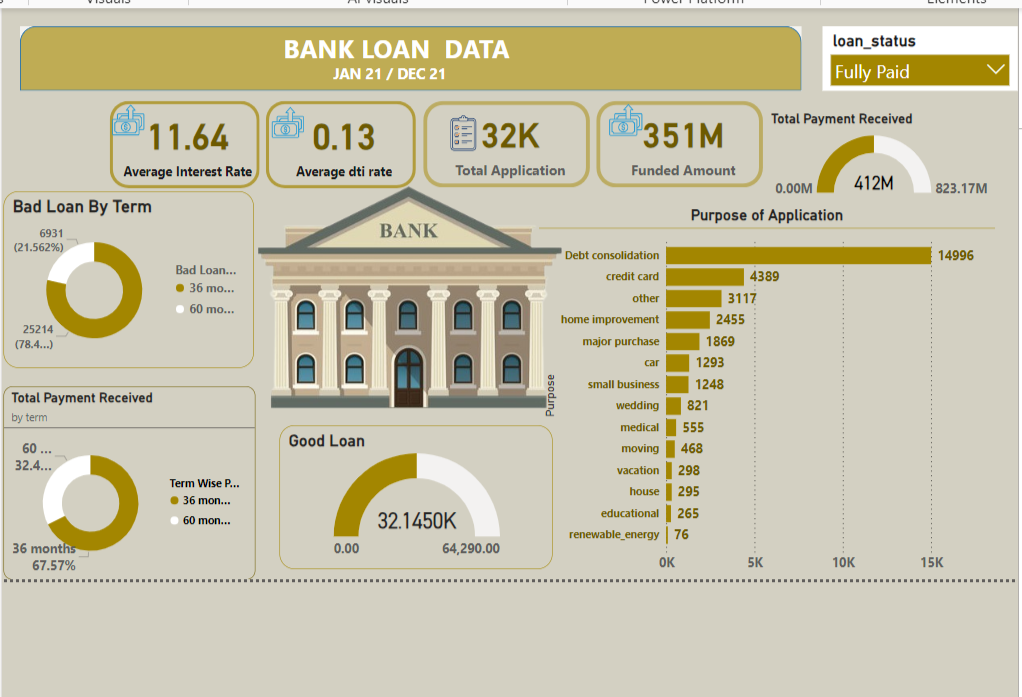 BANK LOAN DATA
JAN 21 / DEC 21
loan_status
Fully Paid
11.64
Average Interest Rate
0.13
Average dti rate
32K
Total Application
351M
Funded Amount
Total Payment Received
412M
0.00M
823.17M
Bad Loan By Term
6931
(21.562%)
25214
(78.4...)
Bad Loan...
36 mo...
60 mo...
BANK
Purpose of Application
Purpose
Debt consolidation 14996
credit card 4389
other 3117
home improvement 2455
major purchase 1869
car 1293
small business 1248
wedding 821
medical 555
moving 468
vacation 298
house 295
educational 265
renewable_energy 76
0K 5K 10K 15K
Total Payment Received
by term
60 ...
32.4...
36 months
67.57%
Term Wise P...
36 mon...
60 mon...
Good Loan
32.1450K
0.00
64,290.00